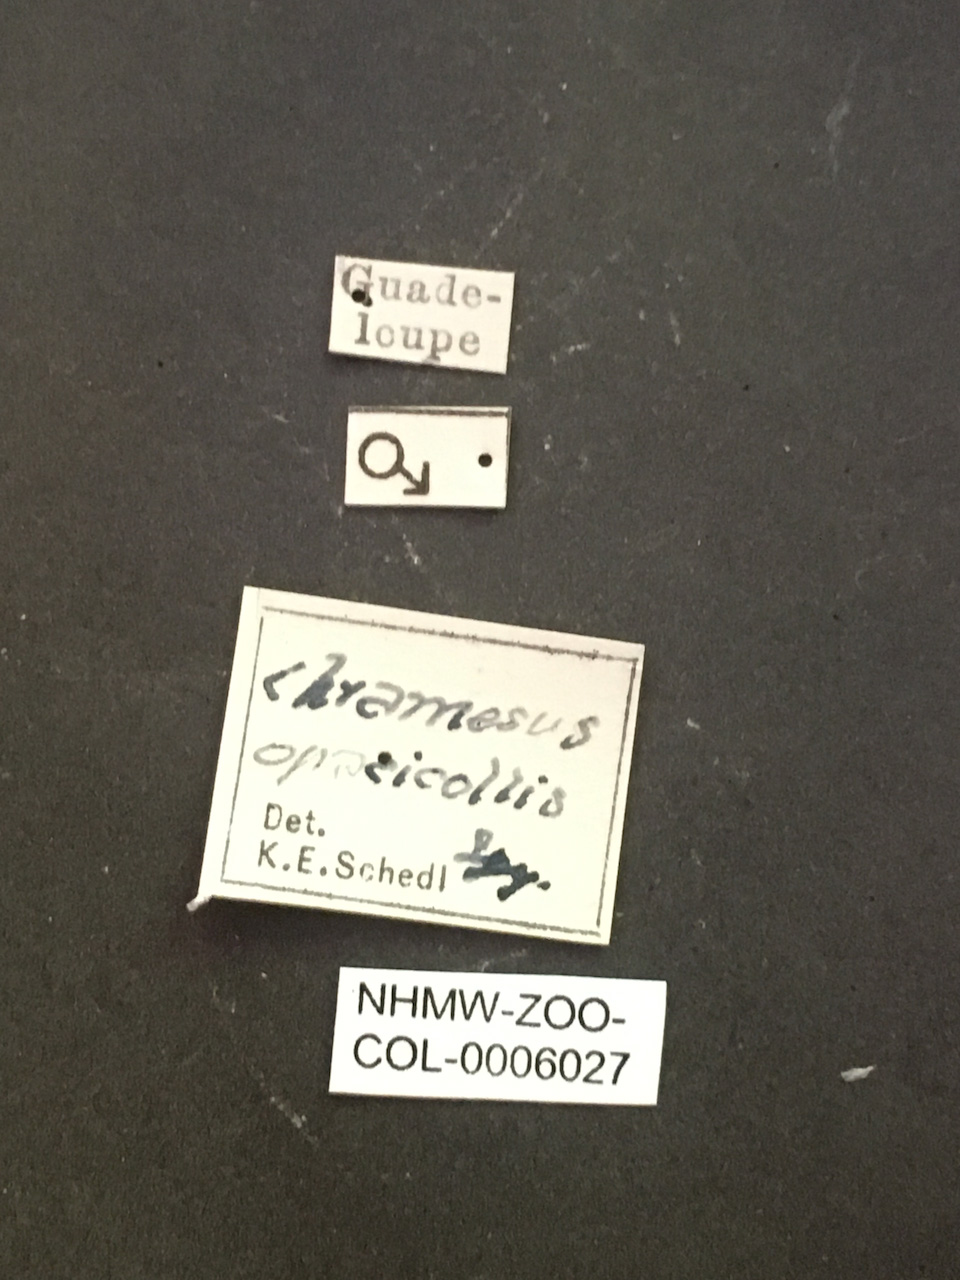 Guade-
loupe
♂
Chramesus
opacicollis
Det.
K.E.Schedl
NHMW-ZOO-
COL-0006027